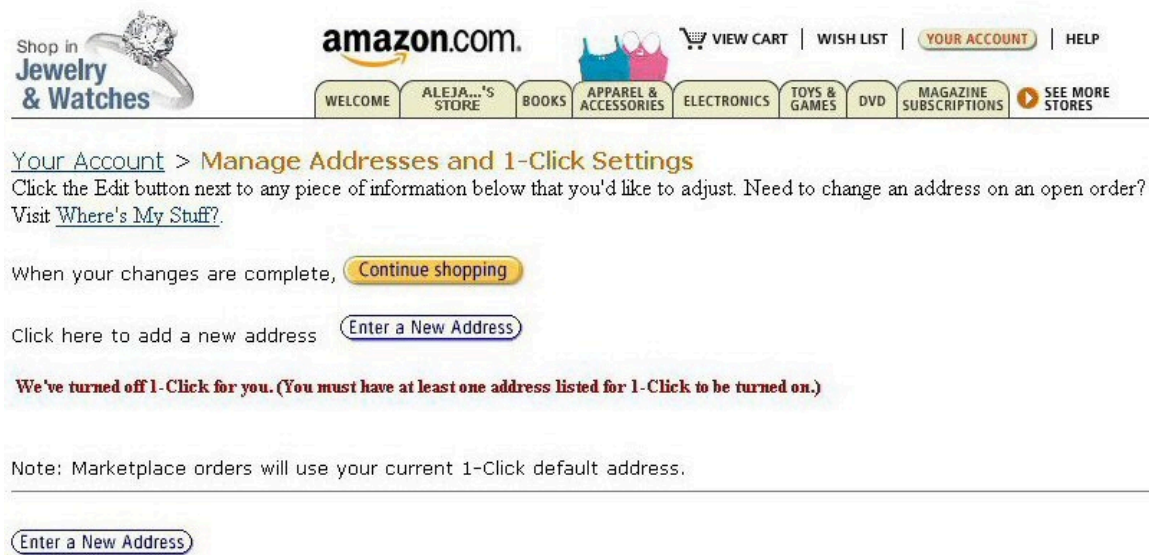 Shop in
Jewelry
& Watches
amazon.com.
VIEW CART | WISH LIST | YOUR ACCOUNT | HELP
WELCOME
ALEJA...'S STORE
BOOKS
APPAREL & ACCESSORIES
ELECTRONICS
TOYS & GAMES
DVD
MAGAZINE SUBSCRIPTIONS
SEE MORE STORES
Your Account > Manage Addresses and 1-Click Settings
Click the Edit button next to any piece of information below that you'd like to adjust. Need to change an address on an open order?
Visit Where's My Stuff?.
When your changes are complete, Continue shopping
Click here to add a new address Enter a New Address
We've turned off 1-Click for you. (You must have at least one address listed for 1-Click to be turned on.)
Note: Marketplace orders will use your current 1-Click default address.
Enter a New Address